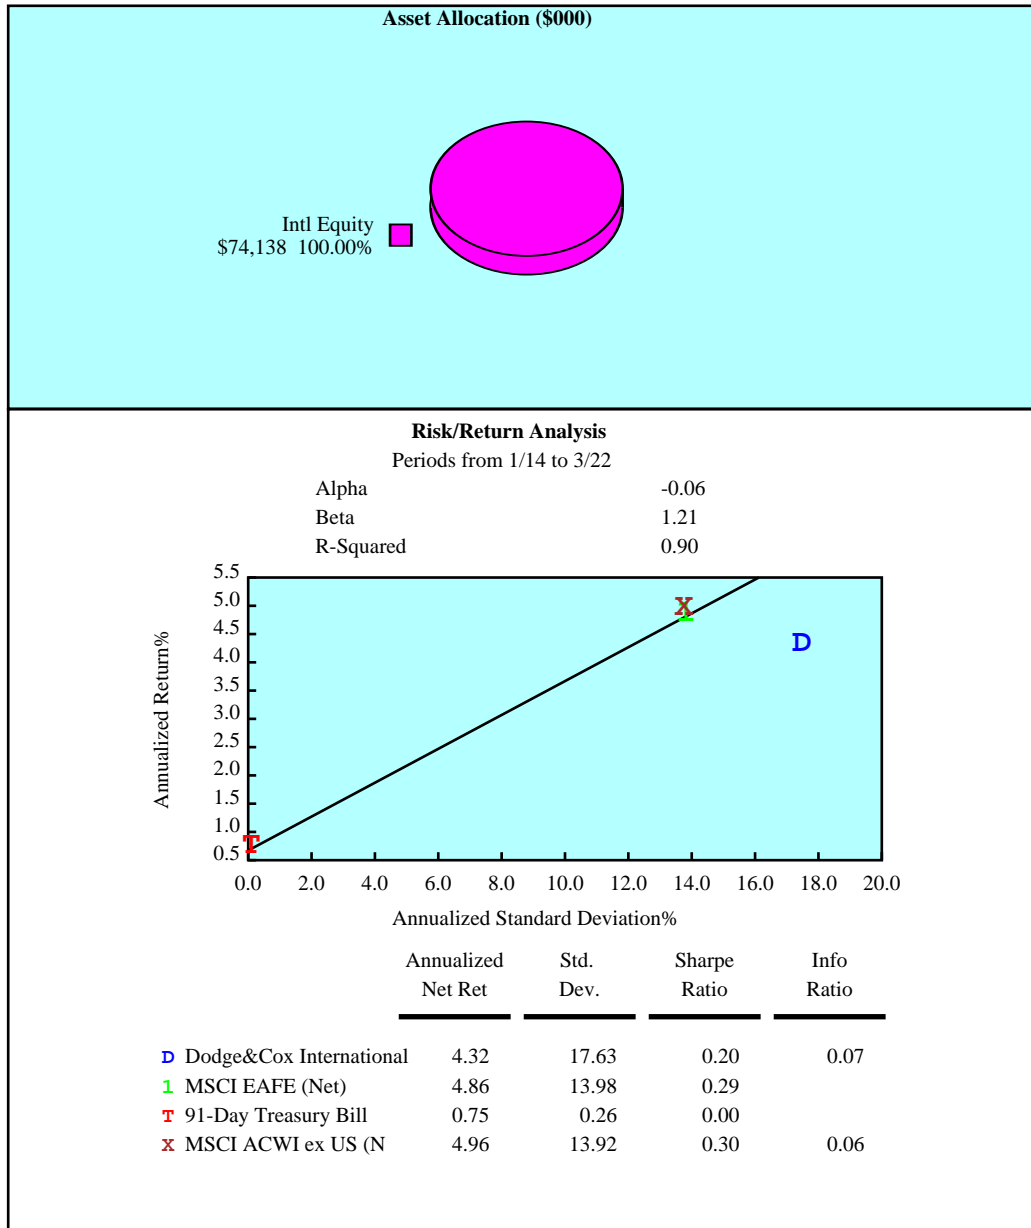 Asset Allocation ($000)
Intl Equity
$74,138 100.00%
Risk/Return Analysis
Periods from 1/14 to 3/22
Alpha -0.06
Beta 1.21
R-Squared 0.90
5.5
5.0
4.5
4.0
3.5
3.0
2.5
2.0
1.5
1.0
0.5
Annualized Return%
X
1
D
T
0.0 2.0 4.0 6.0 8.0 10.0 12.0 14.0 16.0 18.0 20.0
Annualized Standard Deviation%
Annualized Std. Sharpe Info
Net Ret Dev. Ratio Ratio
D Dodge&Cox International 4.32 17.63 0.20 0.07
1 MSCI EAFE (Net) 4.86 13.98 0.29
T 91-Day Treasury Bill 0.75 0.26 0.00
X MSCI ACWI ex US (N 4.96 13.92 0.30 0.06